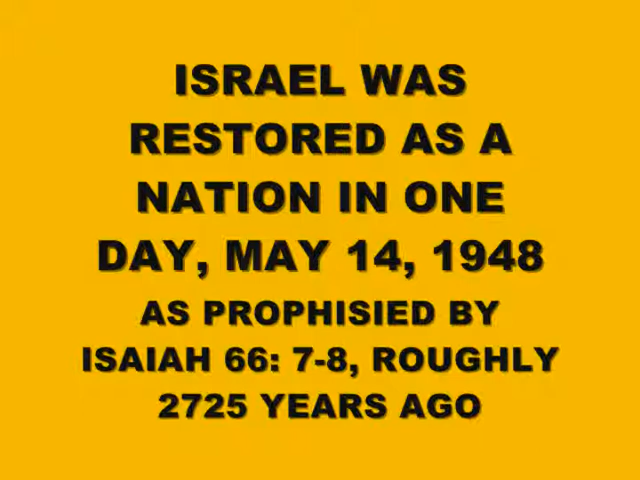 ISRAEL WAS
RESTORED AS A
NATION IN ONE
DAY, MAY 14, 1948
AS PROPHISIED BY
ISAIAH 66: 7-8, ROUGHLY
2725 YEARS AGO